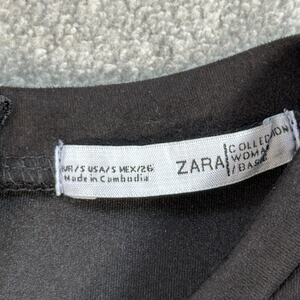 EUR/S USA/S MEX/26
Made in Cambodia
ZARA
COLLECTION
WOMAN
/BASIC